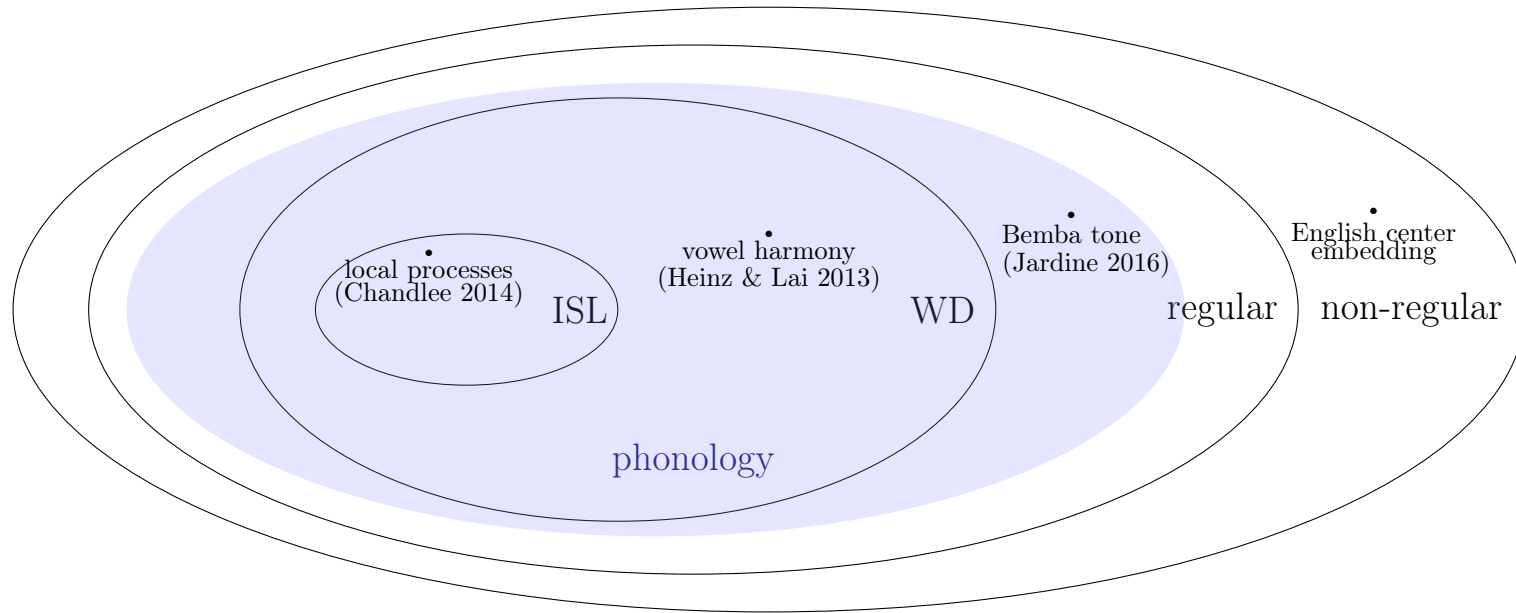 local processes
(Chandlee 2014)
ISL
vowel harmony
(Heinz & Lai 2013)
WD
Bemba tone
(Jardine 2016)
regular
English center
embedding
non-regular
phonology